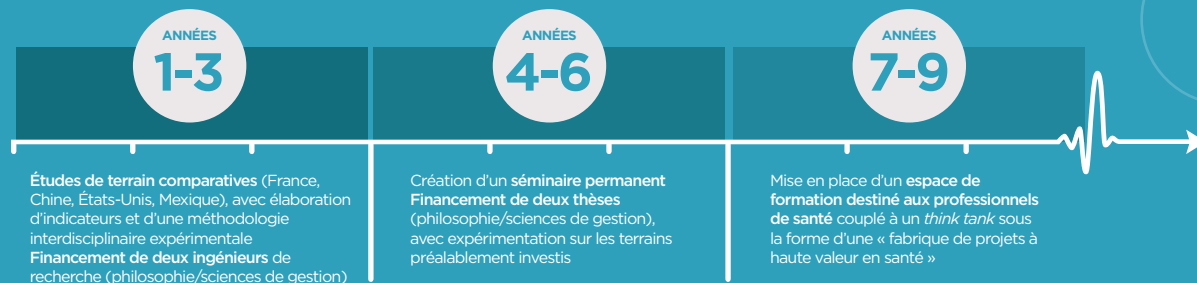 ANNÉES
1-3
Études de terrain comparatives (France,
Chine, États-Unis, Mexique), avec élaboration
d'indicateurs et d'une méthodologie
interdisciplinaire expérimentale
Financement de deux ingénieurs de
recherche (philosophie/sciences de gestion)
ANNÉES
4-6
Création d'un séminaire permanent
Financement de deux thèses
(philosophie/sciences de gestion),
avec expérimentation sur les terrains
préalablement investis
ANNÉES
7-9
Mise en place d'un espace de
formation destiné aux professionnels
de santé couplé à un think tank sous
la forme d'une « fabrique de projets à
haute valeur en santé »